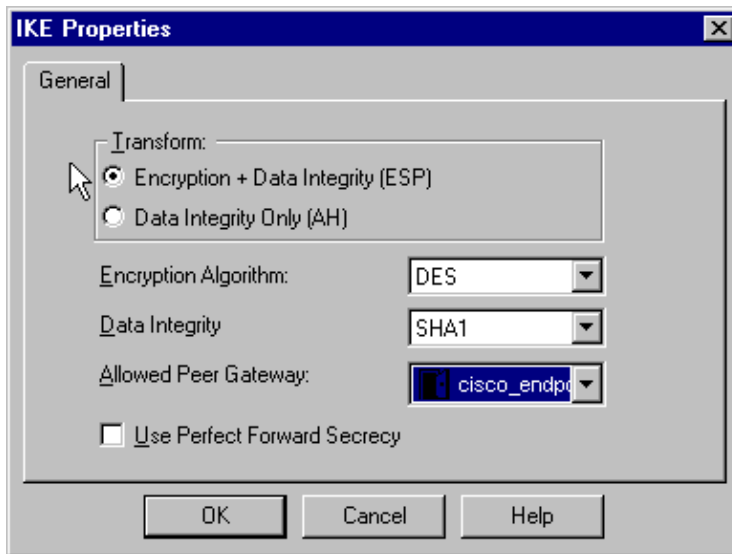 IKE Properties
General
Transform:
Encryption + Data Integrity (ESP)
Data Integrity Only (AH)
Encryption Algorithm: DES
Data Integrity SHA1
Allowed Peer Gateway: cisco_endpo
Use Perfect Forward Secrecy
OK Cancel Help